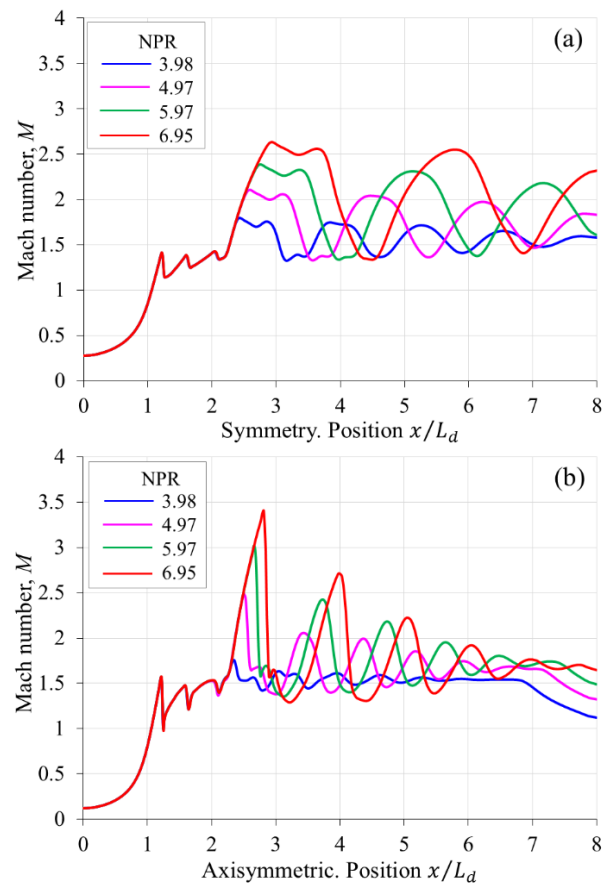 (a)
NPR
3.98
4.97
5.97
6.95
4
3.5
3
2.5
2
1.5
1
0.5
0
Mach number, M
0 1 2 3 4 5 6 7 8
Symmetry. Position x/L_d
(b)
NPR
3.98
4.97
5.97
6.95
4
3.5
3
2.5
2
1.5
1
0.5
0
Mach number, M
0 1 2 3 4 5 6 7 8
Axisymmetric. Position x/L_d